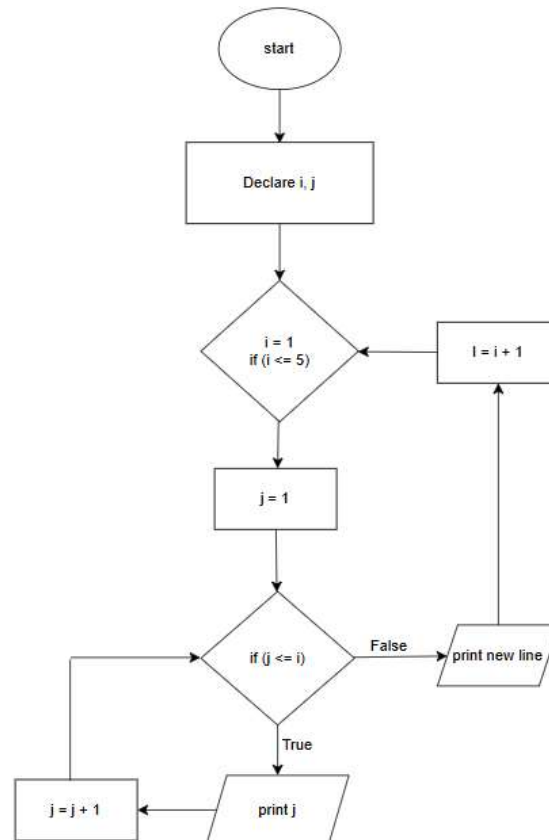 start
Declare i, j
i = 1
if (i <= 5)
I = i + 1
j = 1
if (j <= i)
False
print new line
True
j = j + 1
print j